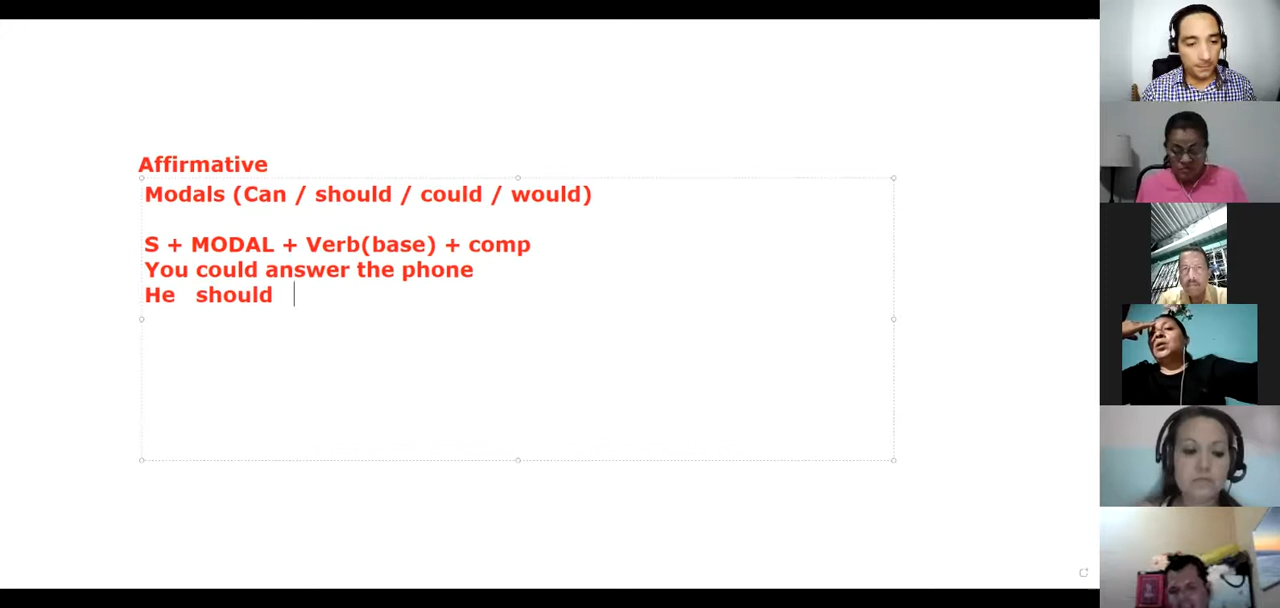 Affirmative
Modals (Can / should / could / would)
S + MODAL + Verb(base) + comp
You could answer the phone
He should